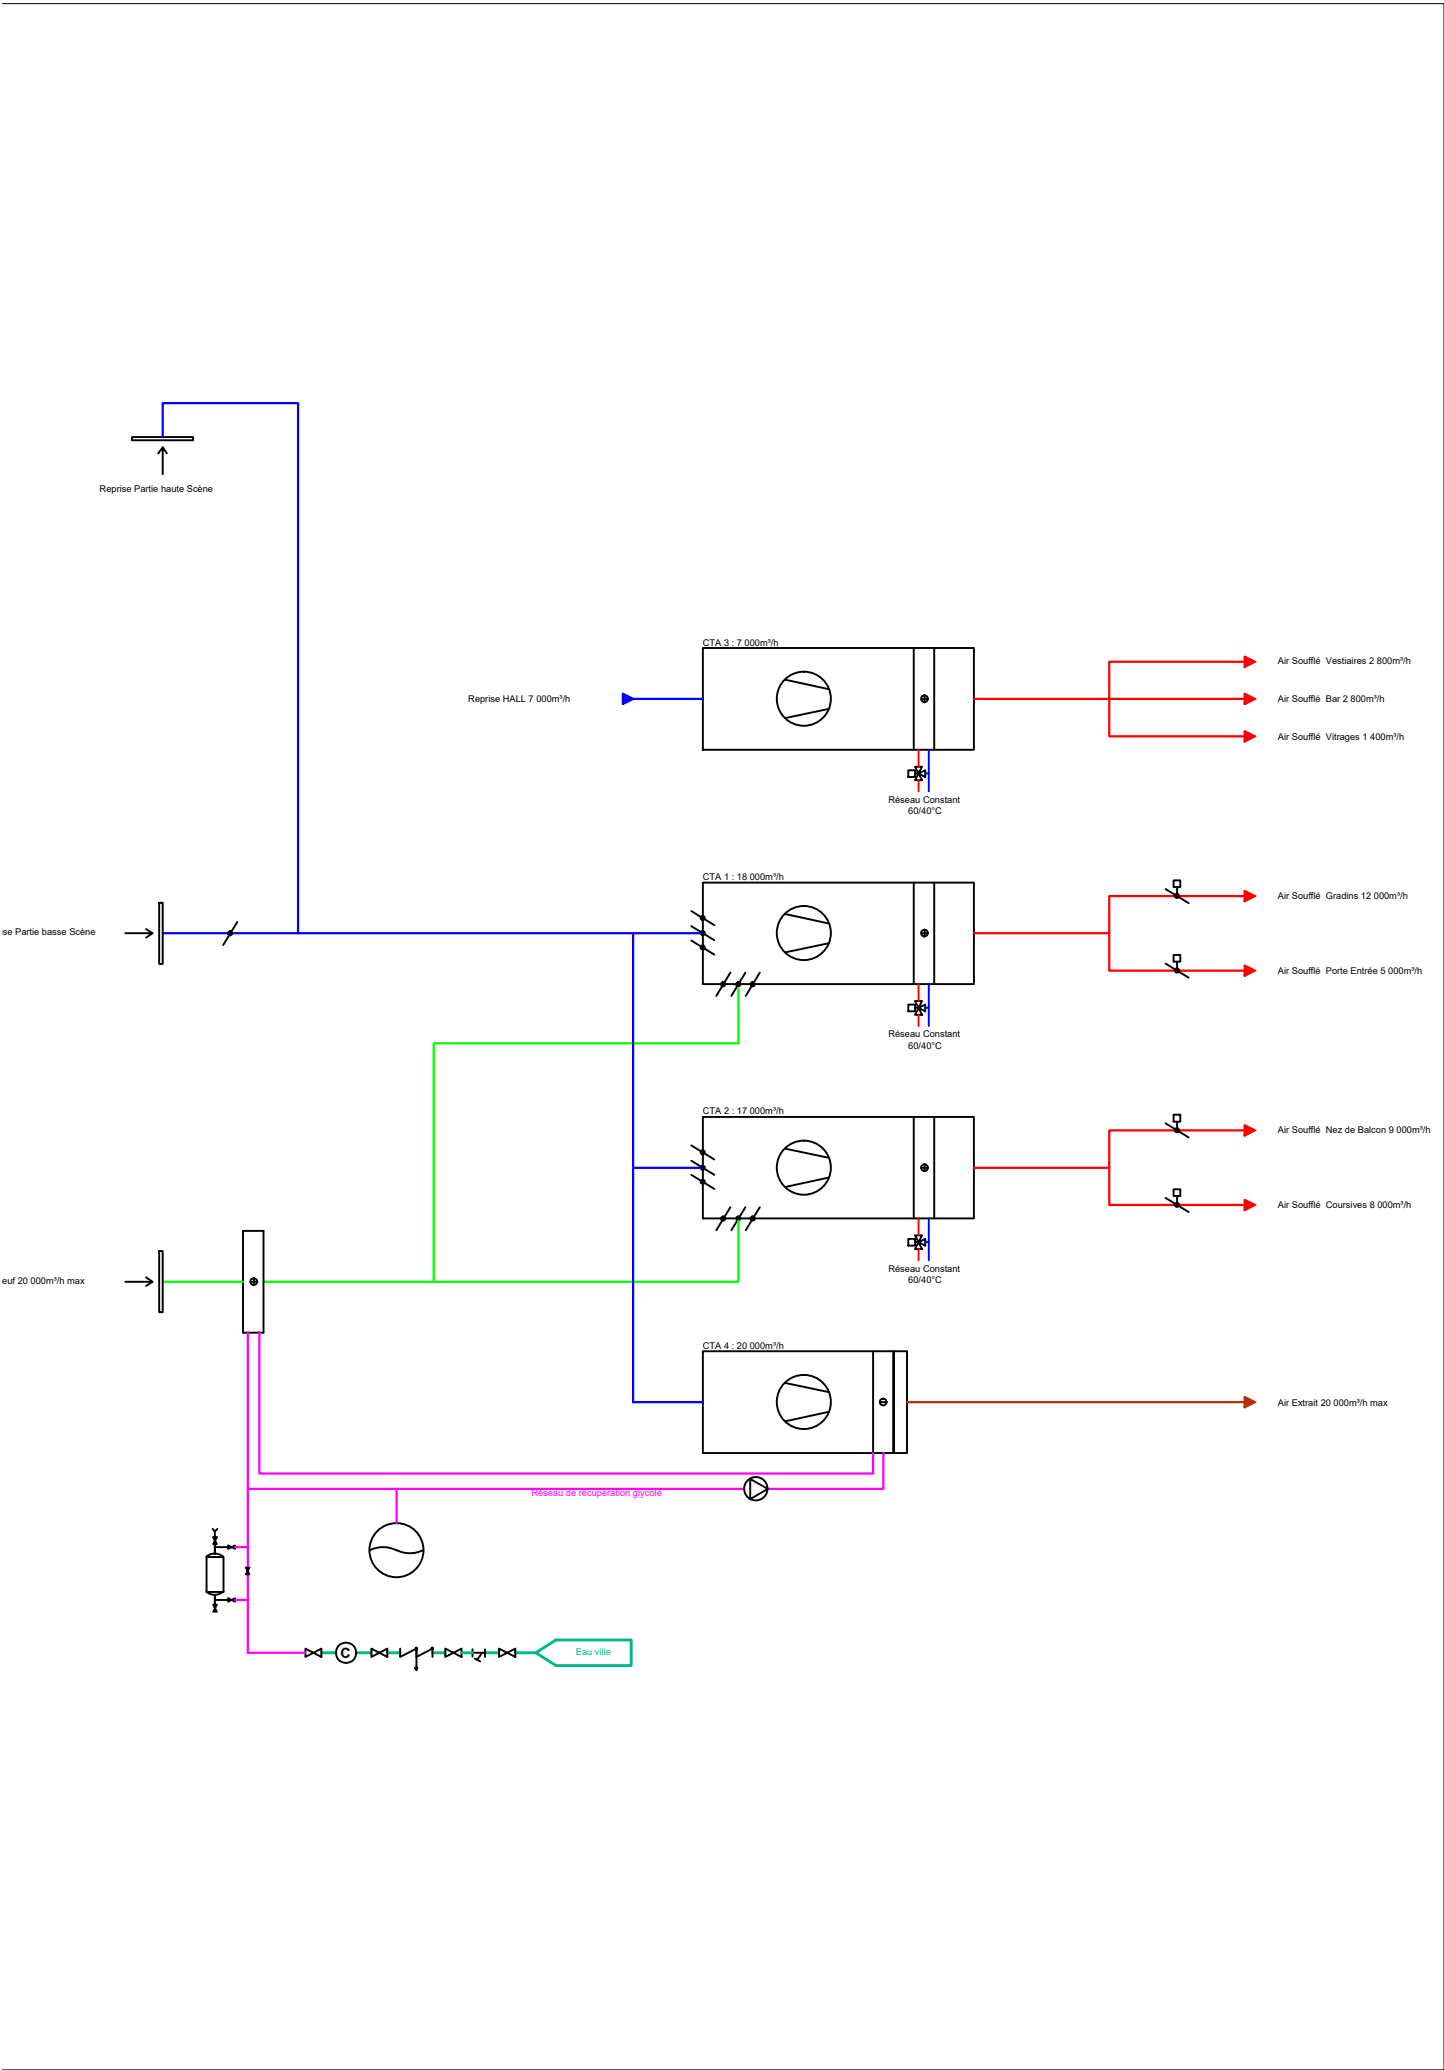 Reprise Partie haute Scène
CTA 3 : 7 000m³/h
Reprise HALL 7 000m³/h
Air Soufflé Vestiaires 2 800m³/h
Air Soufflé Bar 2 800m³/h
Air Soufflé Vitrages 1 400m³/h
Réseau Constant
60/40°C
CTA 1 : 18 000m³/h
se Partie basse Scène
Air Soufflé Gradins 12 000m³/h
Air Soufflé Porte Entrée 5 000m³/h
Réseau Constant
60/40°C
CTA 2 : 17 000m³/h
Air Soufflé Nez de Balcon 9 000m³/h
Air Soufflé Coursives 8 000m³/h
Réseau Constant
60/40°C
euf 20 000m³/h max
CTA 4 : 20 000m³/h
Air Extrait 20 000m³/h max
Réseau de récupération glycolé
C
Eau ville